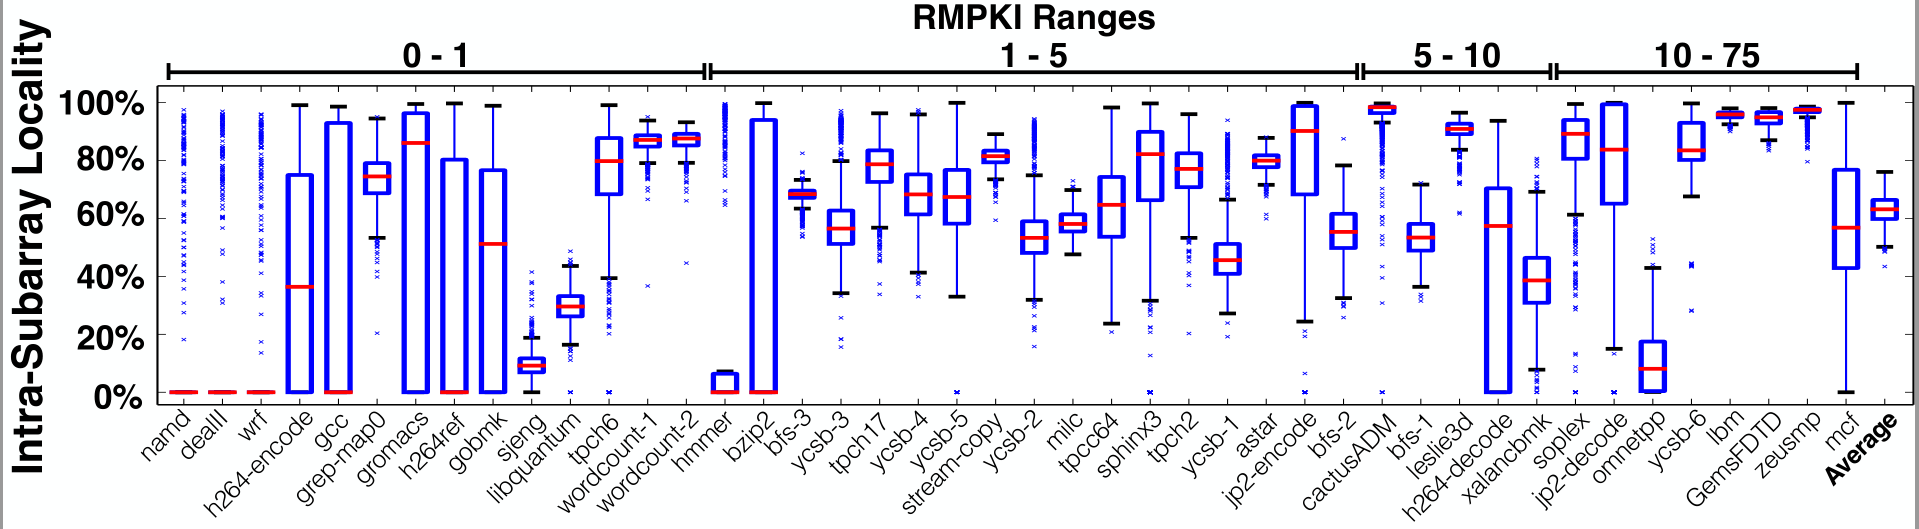 RMPKI Ranges
0 - 1
1 - 5
5 - 10
10 - 75
Intra-Subarray Locality
100%
80%
60%
40%
20%
0%
namd
dealII
wrf
h264-encode
gcc
grep-map0
gromacs
h264ref
gobmk
sjeng
libquantum
tpch6
wordcount-1
wordcount-2
hmmer
bzip2
bfs-3
ycsb-3
tpch17
ycsb-4
ycsb-5
stream-copy
ycsb-2
milc
tpcc64
sphinx3
tpch2
ycsb-1
astar
jp2-encode
bfs-2
cactusADM
bfs-1
leslie3d
h264-decode
xalancbmk
soplex
jp2-decode
omnetpp
ycsb-6
lbm
GemsFDTD
zeusmp
mcf
Average